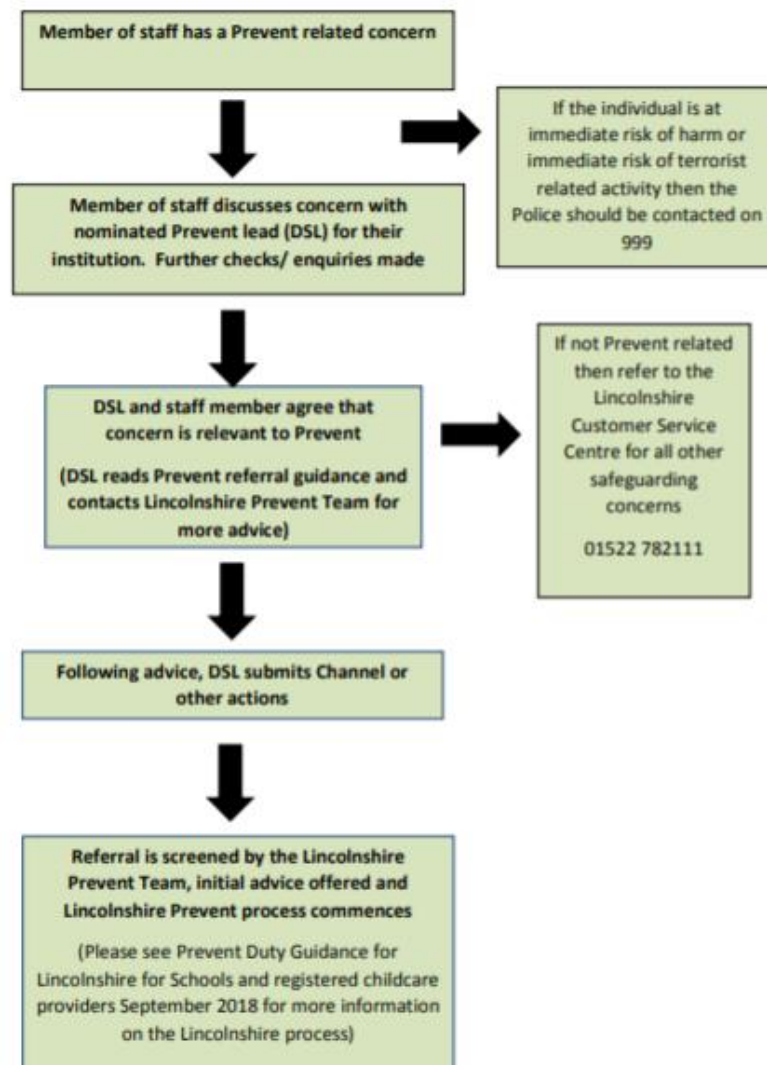 Member of staff has a Prevent related concern
If the individual is at
immediate risk of harm or
immediate risk of terrorist
related activity then the
Police should be contacted on
999
Member of staff discusses concern with
nominated Prevent lead (DSL) for their
institution. Further checks/ enquiries made
If not Prevent related
then refer to the
Lincolnshire
Customer Service
Centre for all other
safeguarding
concerns
01522 782111
DSL and staff member agree that
concern is relevant to Prevent
(DSL reads Prevent referral guidance and
contacts Lincolnshire Prevent Team for
more advice)
Following advice, DSL submits Channel or
other actions
Referral is screened by the Lincolnshire
Prevent Team, initial advice offered and
Lincolnshire Prevent process commences
(Please see Prevent Duty Guidance for
Lincolnshire for Schools and registered childcare
providers September 2018 for more information
on the Lincolnshire process)